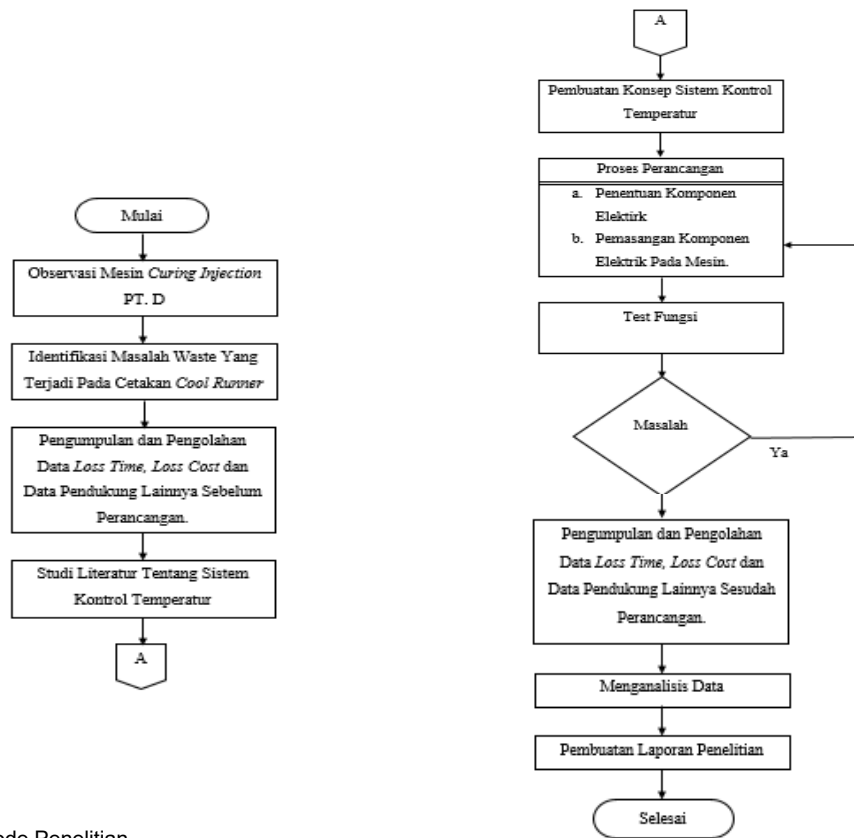 Mulai
Observasi Mesin Curing Injection
PT. D
Identifikasi Masalah Waste Yang
Terjadi Pada Cetakan Cool Runner
Pengumpulan dan Pengolahan
Data Loss Time, Loss Cost dan
Data Pendukung Lainnya Sebelum
Perancangan.
Studi Literatur Tentang Sistem
Kontrol Temperatur
A
A
Pembuatan Konsep Sistem Kontrol
Temperatur
Proses Perancangan
a. Penentuan Komponen
Elektirk
b. Pemasangan Komponen
Elektrik Pada Mesin.
Test Fungsi
Masalah
Ya
Pengumpulan dan Pengolahan
Data Loss Time, Loss Cost dan
Data Pendukung Lainnya Sesudah
Perancangan.
Menganalisis Data
Pembuatan Laporan Penelitian
Selesai
Penelitian